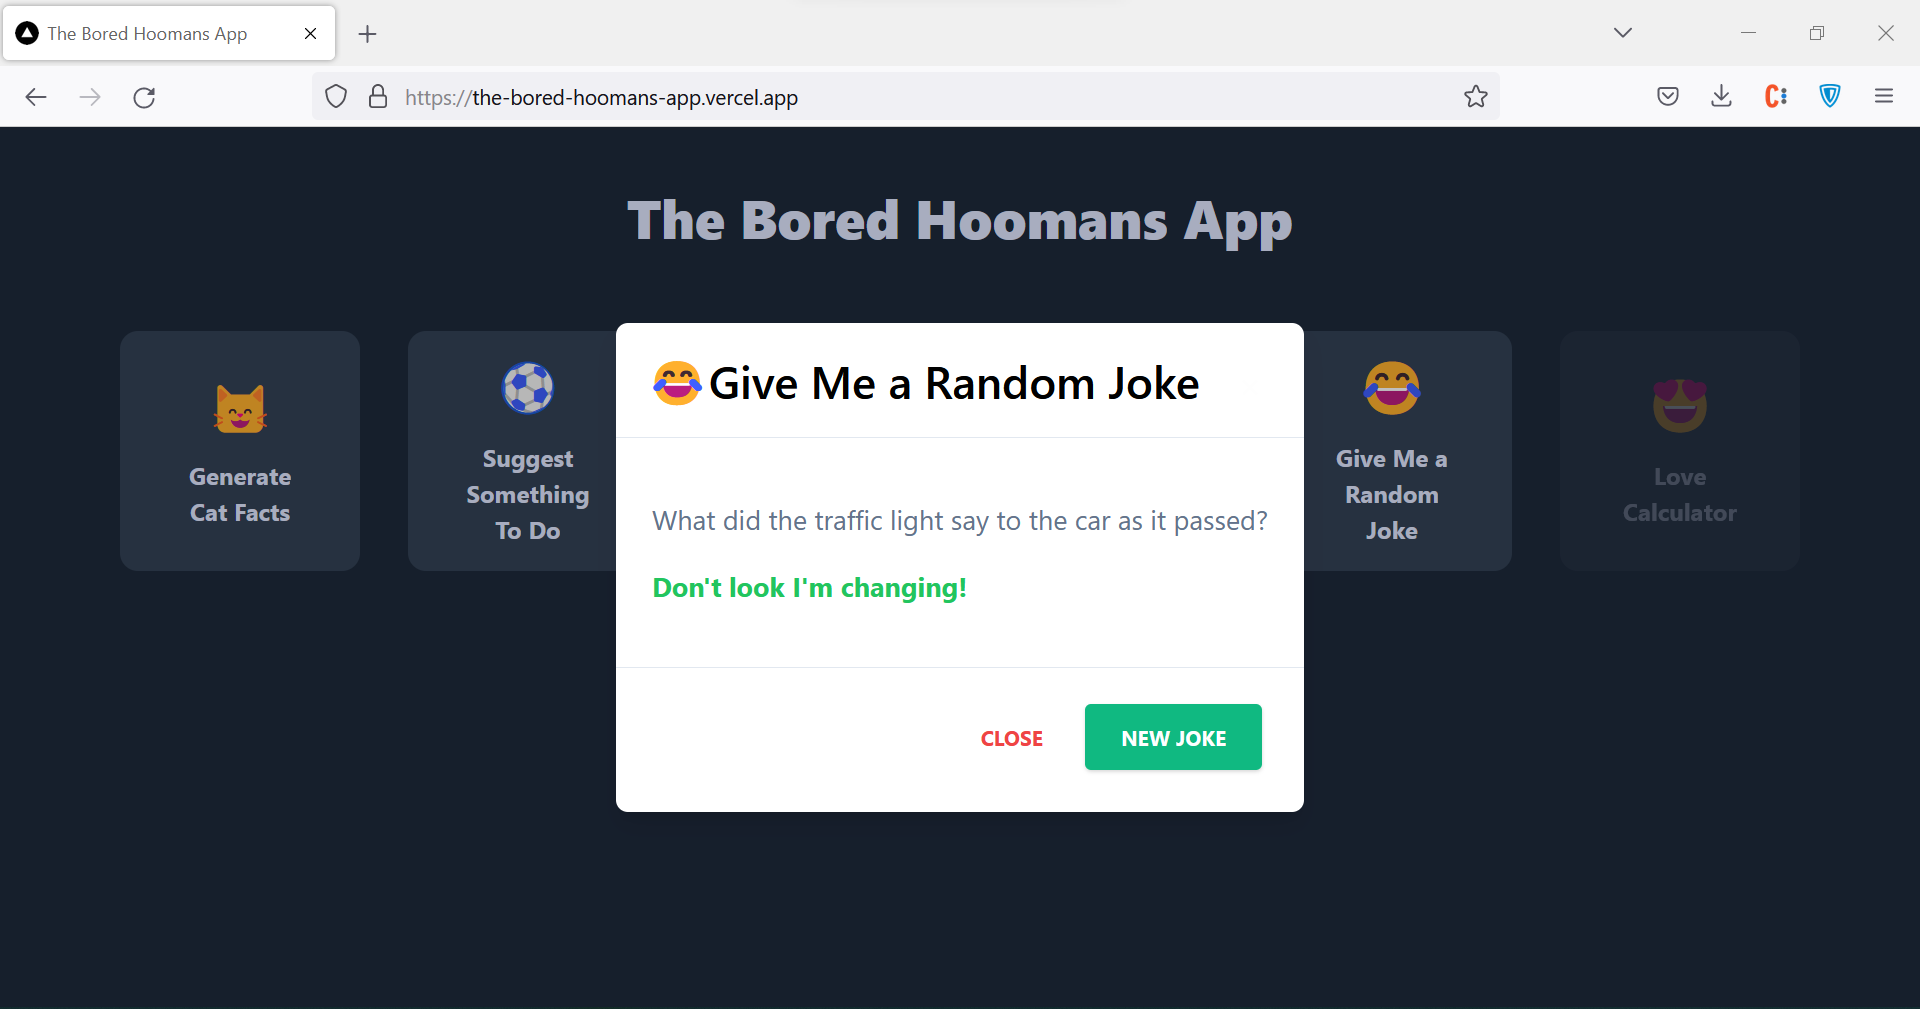 The Bored Hoomans App
https://the-bored-hoomans-app.vercel.app
The Bored Hoomans App
Generate
Cat Facts
Suggest
Something
To Do
😂Give Me a Random Joke
What did the traffic light say to the car as it passed?
Don't look I'm changing!
CLOSE
NEW JOKE
Give Me a
Random
Joke
Love
Calculator